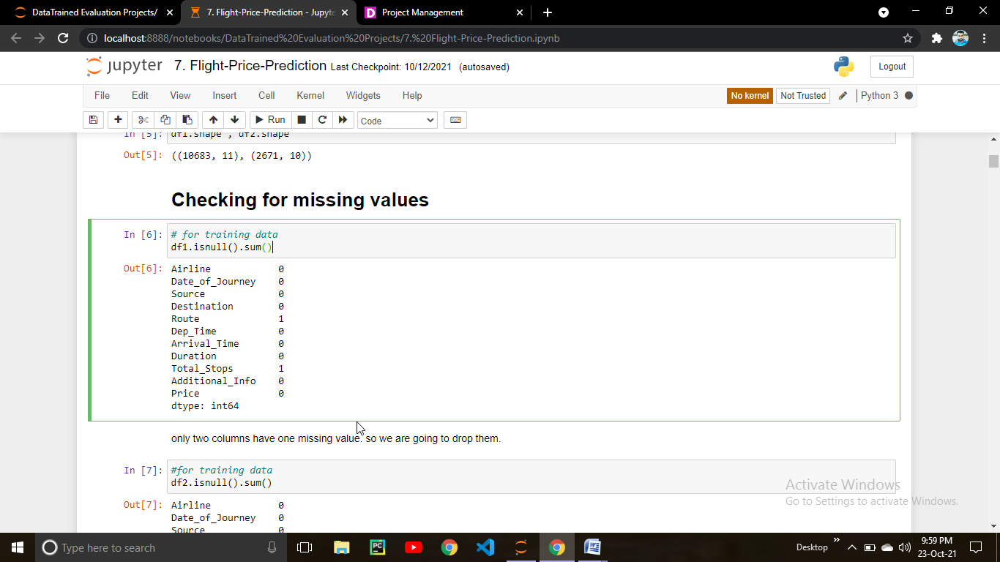 DataTrained Evaluation Projects/
7. Flight-Price-Prediction - Jupyte
Project Management
localhost:8888/notebooks/DataTrained%20Evaluation%20Projects/7.%20Flight-Price-Prediction.ipynb
jupyter 7. Flight-Price-Prediction Last Checkpoint: 10/12/2021 (autosaved)
Logout
File Edit View Insert Cell Kernel Widgets Help
No kernel Not Trusted Python 3
Run Code
In [5]: df1.shape , df2.shape
Out[5]: ((10683, 11), (2671, 10))
Checking for missing values
In [6]: # for training data
df1.isnull().sum()
Out[6]: Airline 0
Date_of_Journey 0
Source 0
Destination 0
Route 1
Dep_Time 0
Arrival_Time 0
Duration 0
Total_Stops 1
Additional_Info 0
Price 0
dtype: int64
only two columns have one missing value. so we are going to drop them.
In [7]: #for training data
df2.isnull().sum()
Out[7]: Airline 0
Date_of_Journey 0
Source 0
Activate Windows
Go to Settings to activate Windows.
Type here to search
Desktop
9:59 PM
23-Oct-21